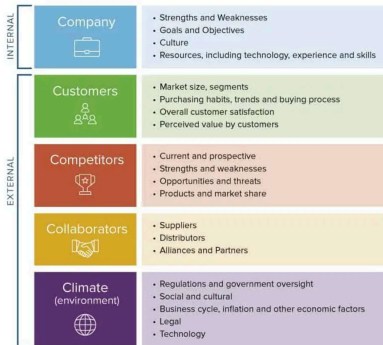 INTERNAL
Company
• Strengths and Weaknesses
• Goals and Objectives
• Culture
• Resources, including technology, experience and skills
EXTERNAL
Customers
• Market size, segments
• Purchasing habits, trends and buying process
• Overall customer satisfaction
• Perceived value by customers
Competitors
• Current and prospective
• Strengths and weaknesses
• Opportunities and threats
• Products and market share
Collaborators
• Suppliers
• Distributors
• Alliances and Partners
Climate
(environment)
• Regulations and government oversight
• Social and cultural
• Business cycle, inflation and other economic factors
• Legal
• Technology